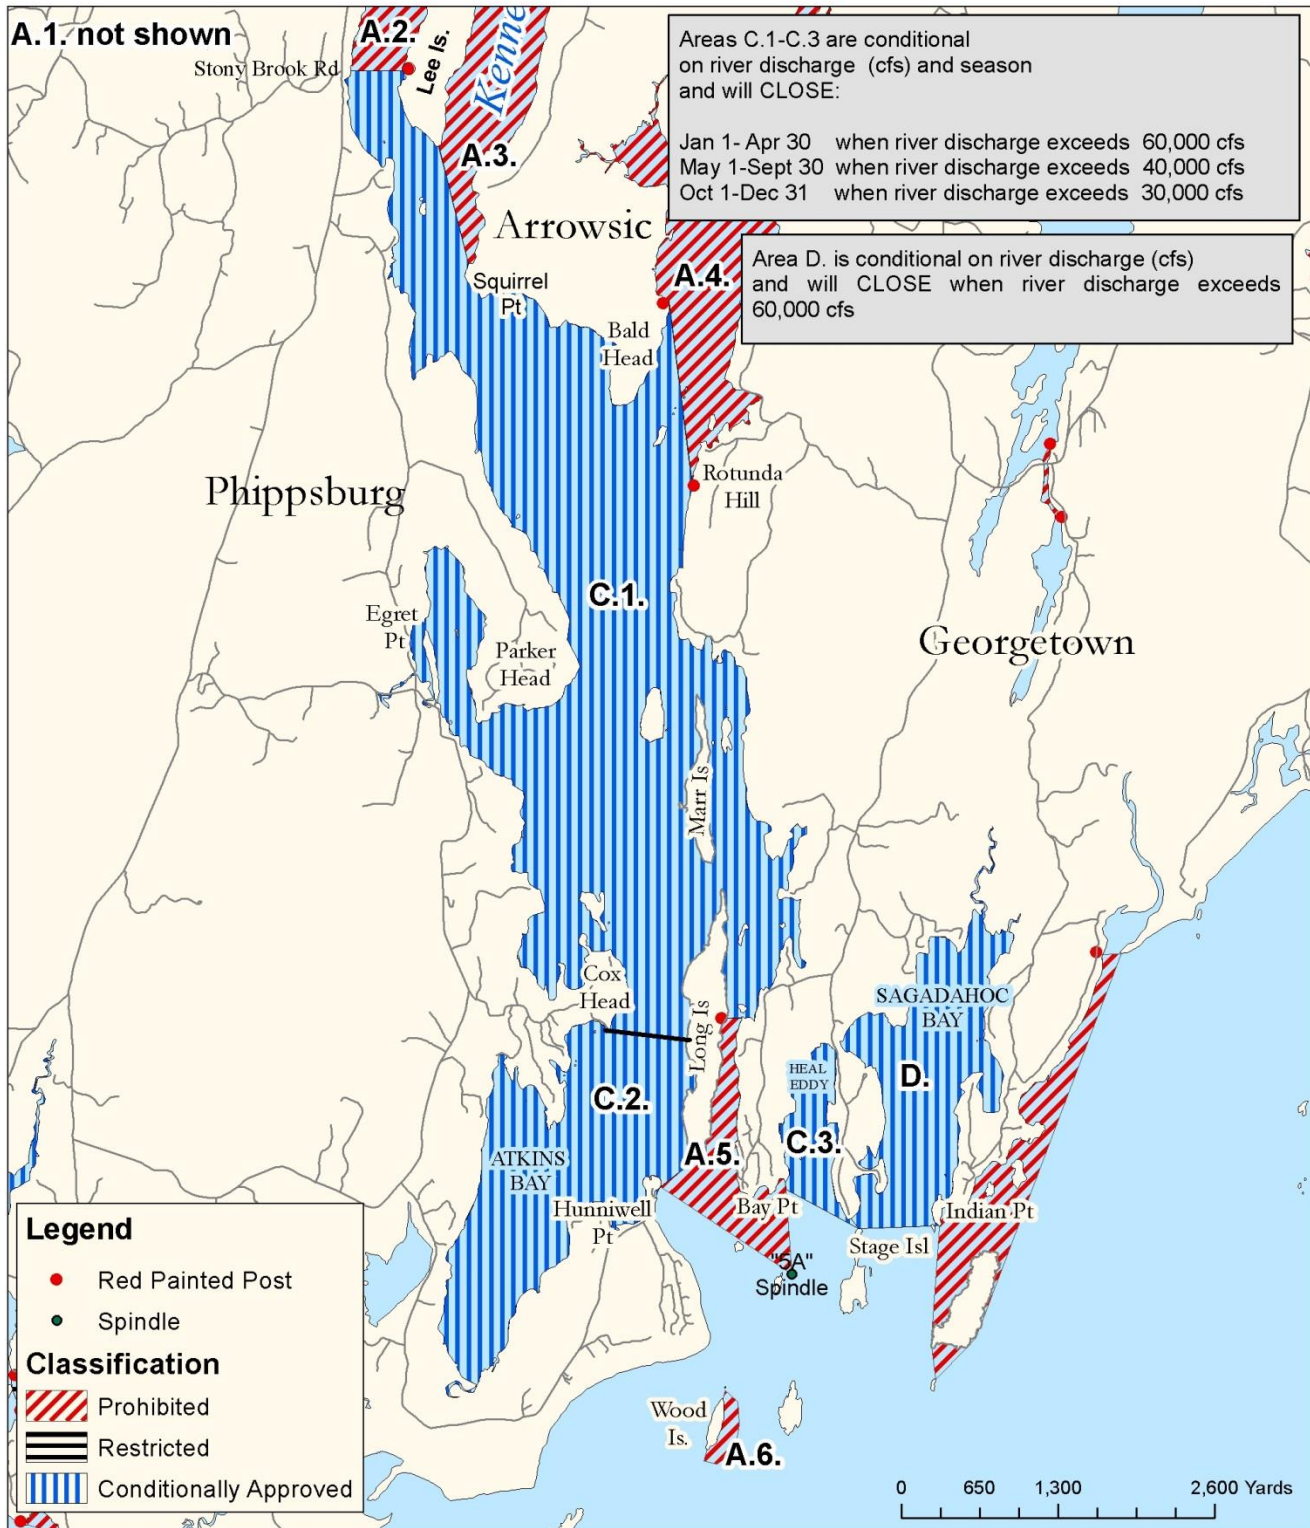 A.1. not shown
A.2.
Stony Brook Rd
Lee Is.
Kenne
A.3.
Areas C.1-C.3 are conditional
on river discharge (cfs) and season
and will CLOSE:
Jan 1- Apr 30 when river discharge exceeds 60,000 cfs
May 1-Sept 30 when river discharge exceeds 40,000 cfs
Oct 1-Dec 31 when river discharge exceeds 30,000 cfs
Area D. is conditional on river discharge (cfs)
and will CLOSE when river discharge exceeds
60,000 cfs
Arrowsic
A.4.
Squirrel
Pt
Bald
Head
Phippsburg
Rotunda
Hill
C.1.
Egret
Pt
Parker
Head
Georgetown
Marr Is
Cox
Head
Long Is
SAGADAHOC
BAY
HEAL
EDDY
D.
C.2.
C.3.
A.5.
ATKINS
BAY
Hunniwell
Pt
Bay Pt
Indian Pt
Stage Isl
"5A"
Spindle
Wood
Is.
A.6.
Legend
Red Painted Post
Spindle
Classification
Prohibited
Restricted
Conditionally Approved
0 650 1,300 2,600 Yards